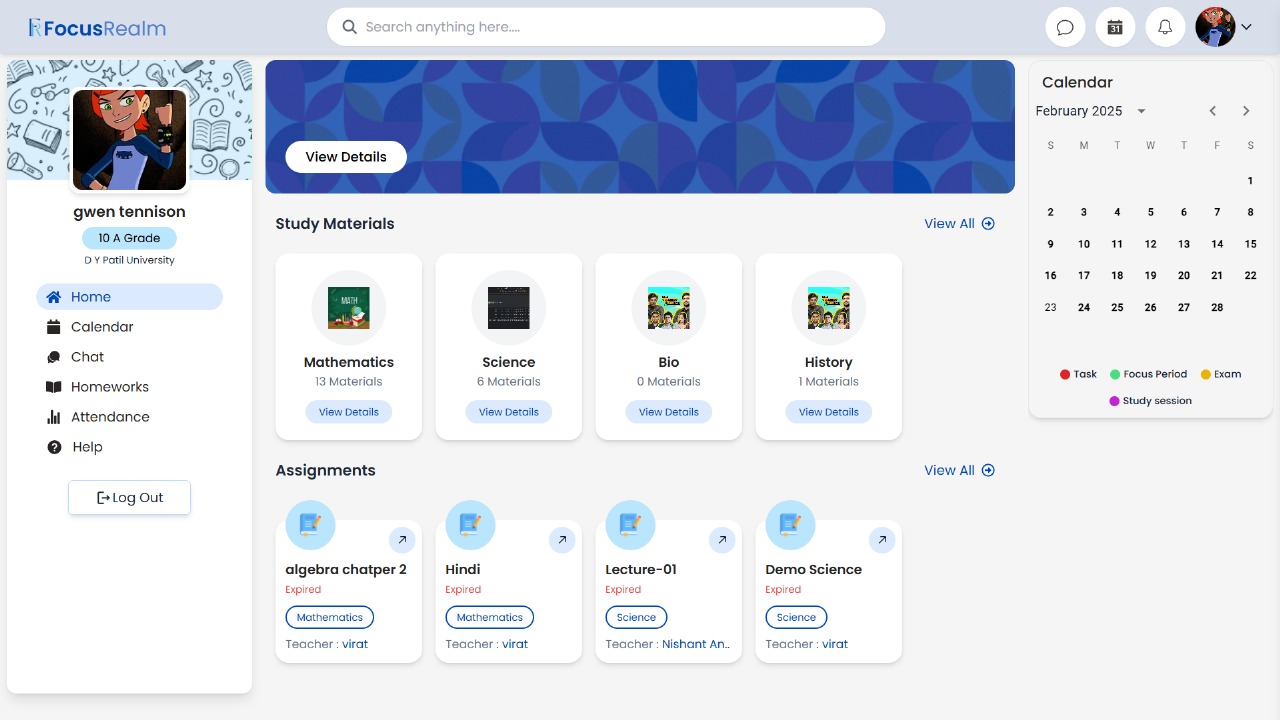 FocusRealm
Search anything here....
31
gwen tennison
10 A Grade
D Y Patil University
Home
Calendar
Chat
Homeworks
Attendance
Help
Log Out
View Details
Study Materials
View All
MATH
Mathematics
13 Materials
View Details
Science
6 Materials
View Details
Bio
0 Materials
View Details
History
1 Materials
View Details
Assignments
View All
algebra chatper 2
Expired
Mathematics
Teacher : virat
Hindi
Expired
Mathematics
Teacher : virat
Lecture-01
Expired
Science
Teacher : Nishant An..
Demo Science
Expired
Science
Teacher : virat
Calendar
February 2025
S M T W T F S
1
2 3 4 5 6 7 8
9 10 11 12 13 14 15
16 17 18 19 20 21 22
23 24 25 26 27 28
Task Focus Period Exam
Study session